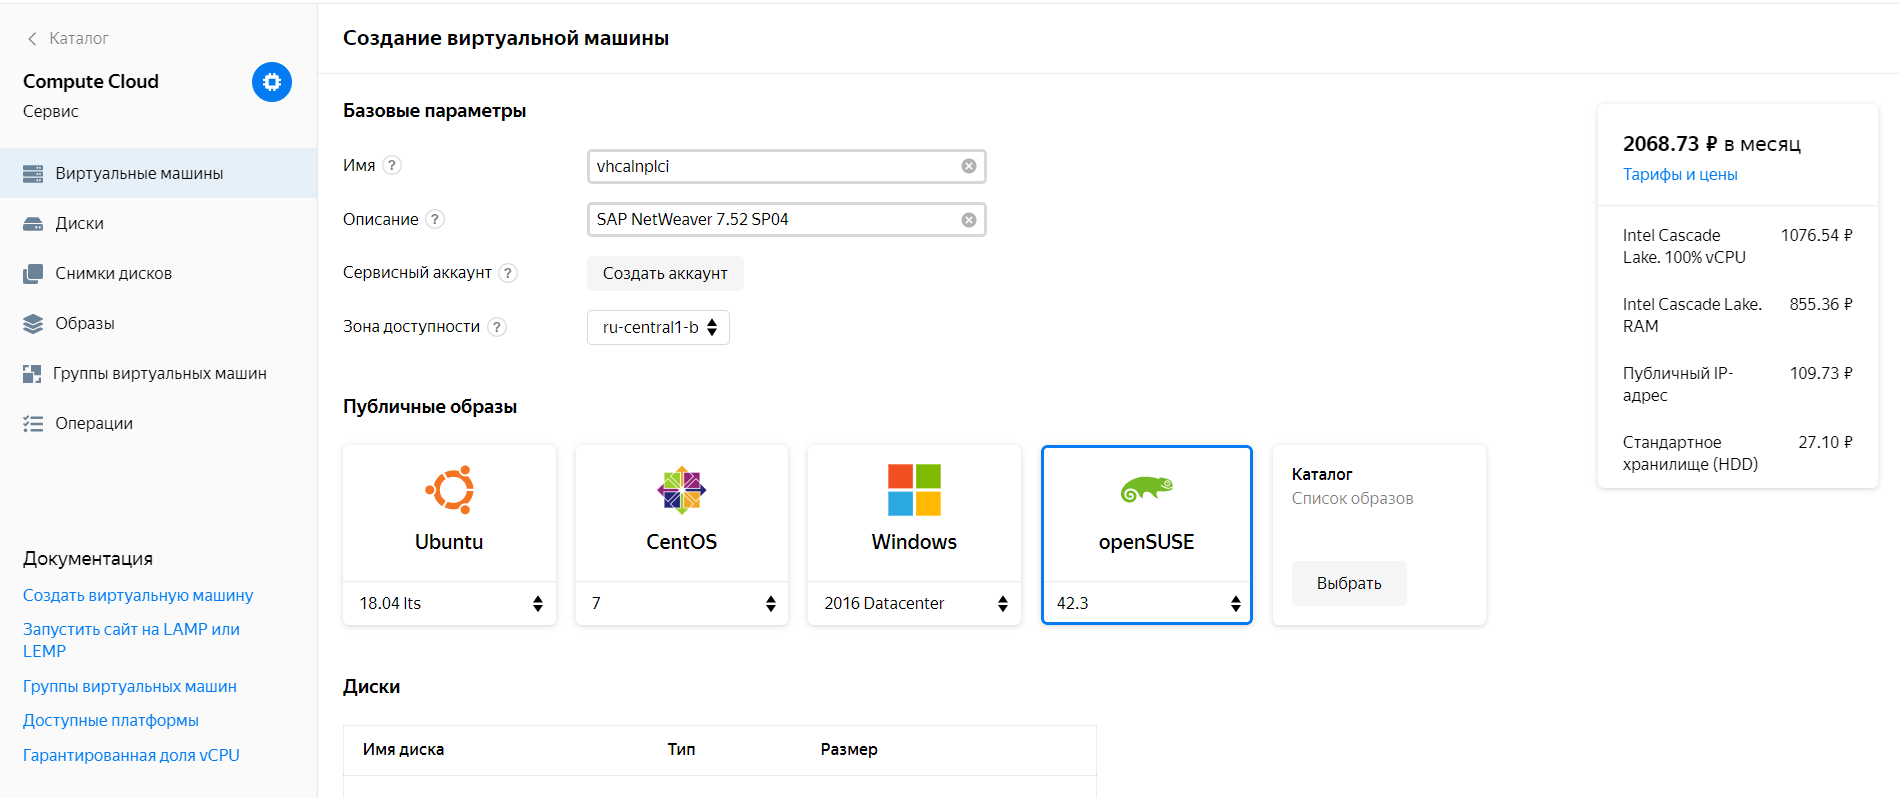 Каталог
Compute Cloud
Сервис
Виртуальные машины
Диски
Снимки дисков
Образы
Группы виртуальных машин
Операции
Документация
Создать виртуальную машину
Запустить сайт на LAMP или
LEMP
Группы виртуальных машин
Доступные платформы
Гарантированная доля vCPU
Создание виртуальной машины
Базовые параметры
Имя ? vhcalnplci
Описание ? SAP NetWeaver 7.52 SP04
Сервисный аккаунт ? Создать аккаунт
Зона доступности ? ru-central1-b
Публичные образы
Ubuntu
18.04 lts
CentOS
7
Windows
2016 Datacenter
openSUSE
42.3
Каталог
Список образов
Выбрать
Диски
Имя диска Тип Размер
2068.73 ₽ в месяц
Тарифы и цены
Intel Cascade 1076.54 ₽
Lake. 100% vCPU
Intel Cascade Lake. 855.36 ₽
RAM
Публичный IP- 109.73 ₽
адрес
Стандартное 27.10 ₽
хранилище (HDD)